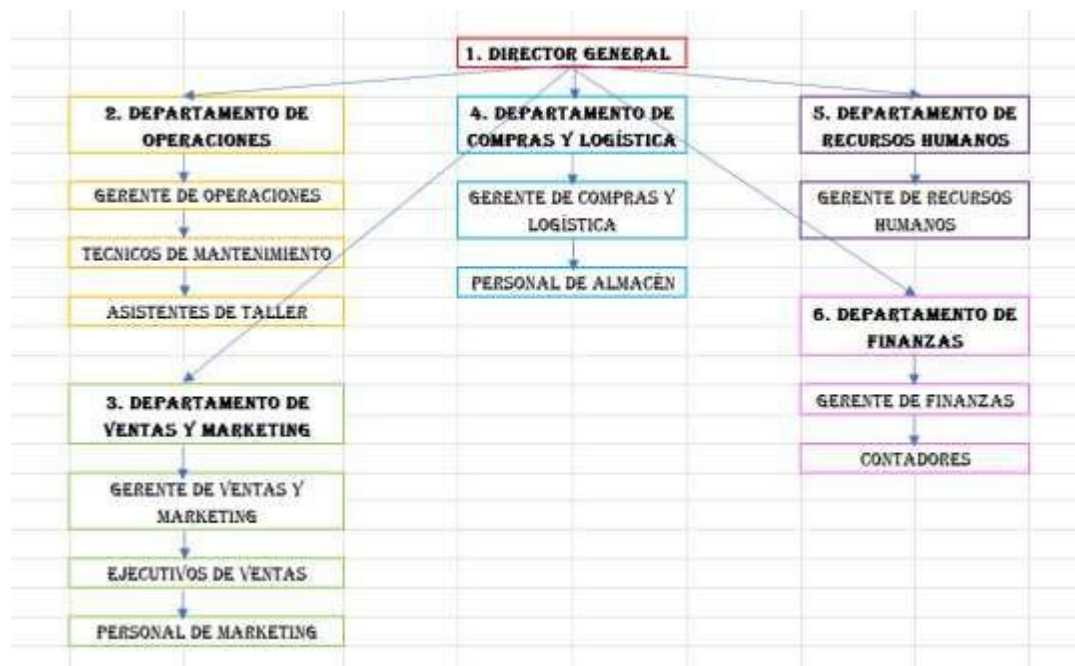 1. DIRECTOR GENERAL
2. DEPARTAMENTO DE
OPERACIONES
GERENTE DE OPERACIONES
TECNICOS DE MANTENIMIENTO
ASISTENTES DE TALLER
3. DEPARTAMENTO DE
VENTAS Y MARKETING
GERENTE DE VENTAS Y
MARKETING
EJECUTIVOS DE VENTAS
PERSONAL DE MARKETING
4. DEPARTAMENTO DE
COMPRAS Y LOGÍSTICA
GERENTE DE COMPRAS Y
LOGÍSTICA
PERSONAL DE ALMACÉN
5. DEPARTAMENTO DE
RECURSOS HUMANOS
GERENTE DE RECURSOS
HUMANOS
6. DEPARTAMENTO DE
FINANZAS
GERENTE DE FINANZAS
CONTADORES